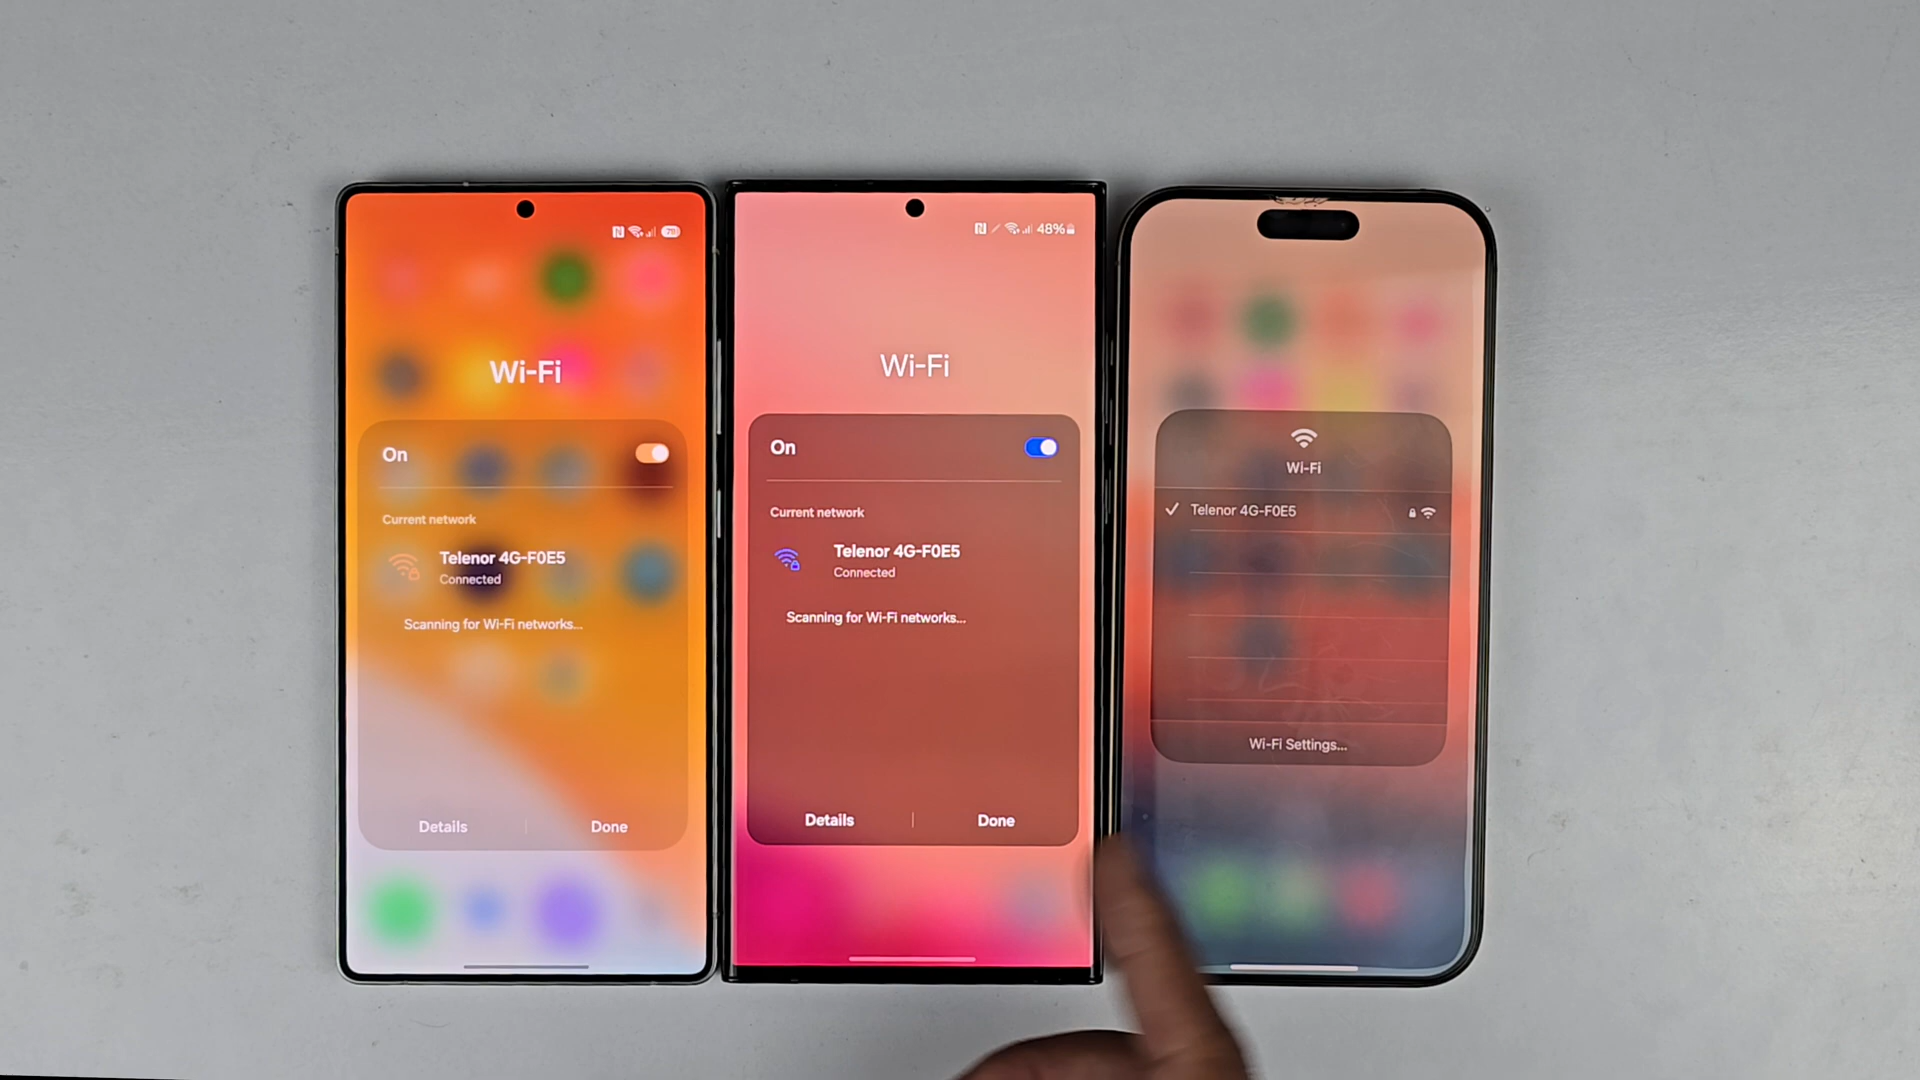 78
Wi-Fi
On
Current network
Telenor 4G-F0E5
Connected
Scanning for Wi-Fi networks...
Details
Done
48%
Wi-Fi
On
Current network
Telenor 4G-F0E5
Connected
Scanning for Wi-Fi networks...
Details
Done
Wi-Fi
Telenor 4G-F0E5
Wi-Fi Settings...